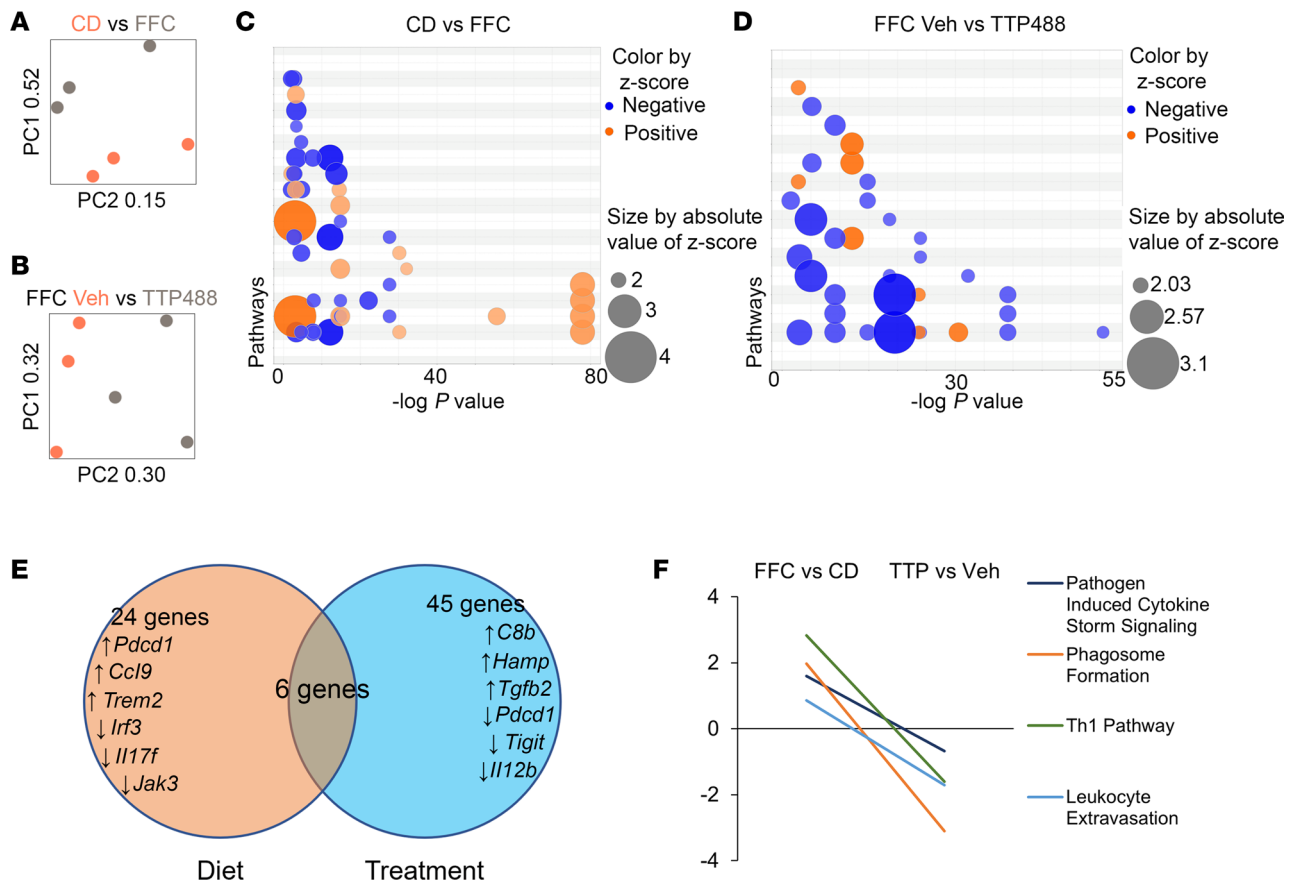 A
CD vs FFC
PC1 0.52
PC2 0.15
B
FFC Veh vs TTP488
PC1 0.32
PC2 0.30
C
CD vs FFC
Pathways
0 40 80
-log P value
Color by
z-score
Negative
Positive
Size by absolute
value of z-score
2
3
4
D
FFC Veh vs TTP488
Pathways
0 30 55
-log P value
Color by
z-score
Negative
Positive
Size by absolute
value of z-score
2.03
2.57
3.1
E
24 genes
↑Pdcd1
↑Ccl9
↑Trem2
↓Irf3
↓Il17f
↓Jak3
6 genes
45 genes
↑C8b
↑Hamp
↑Tgfb2
↓Pdcd1
↓Tigit
↓Il12b
Diet
Treatment
F
FFC vs CD TTP vs Veh
4
2
0
-2
-4
Pathogen
Induced Cytokine
Storm Signaling
Phagosome
Formation
Th1 Pathway
Leukocyte
Extravasation